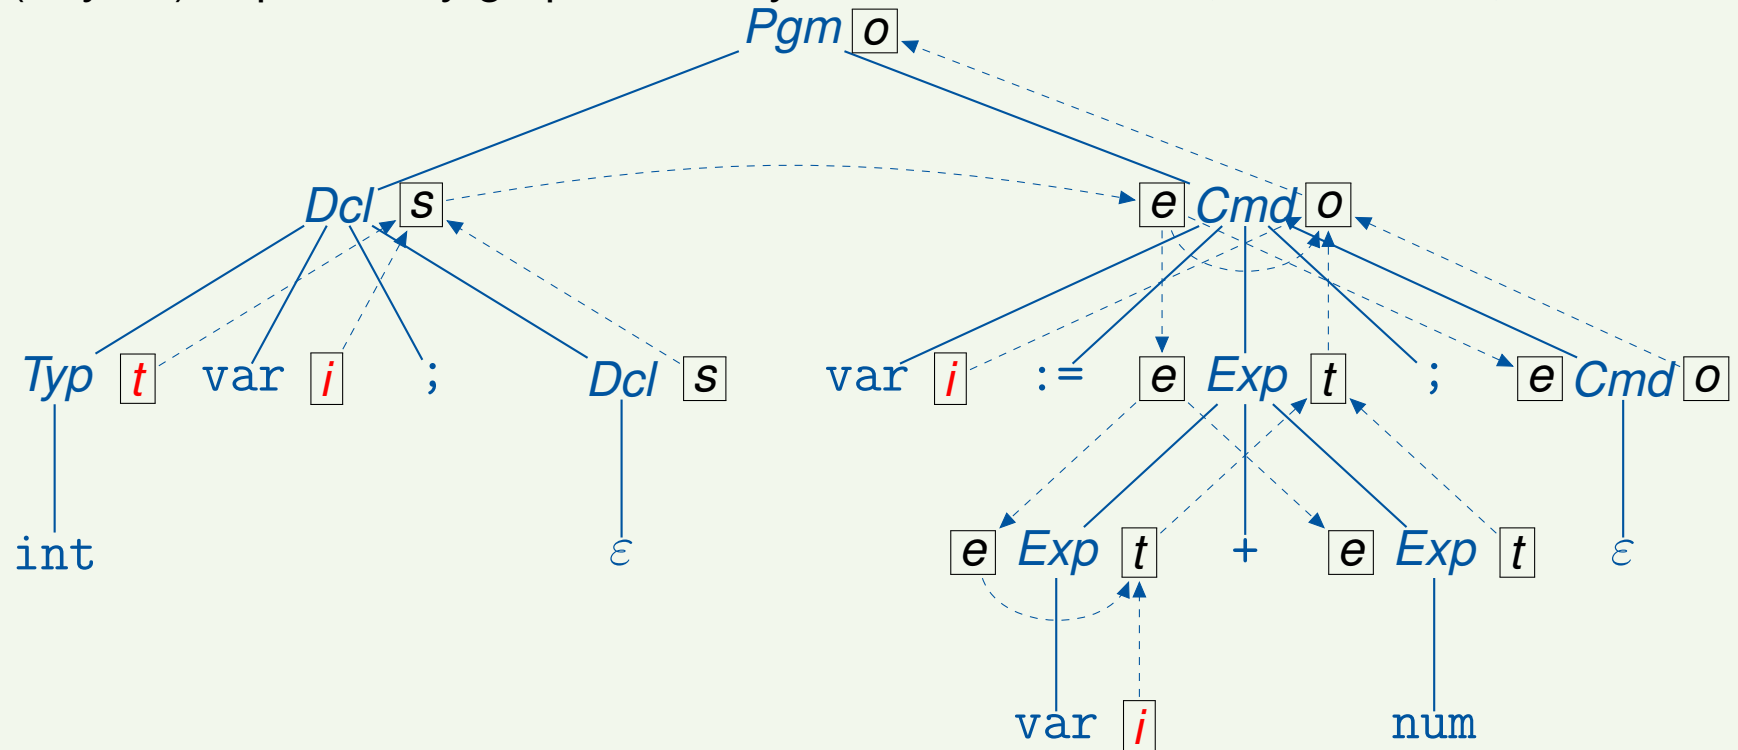 Pgm o
Dcl s e Cmd o
Typ t var i ; Dcl s var i := e Exp t ; e Cmd o
int ε e Exp t + e Exp t ε
var i num